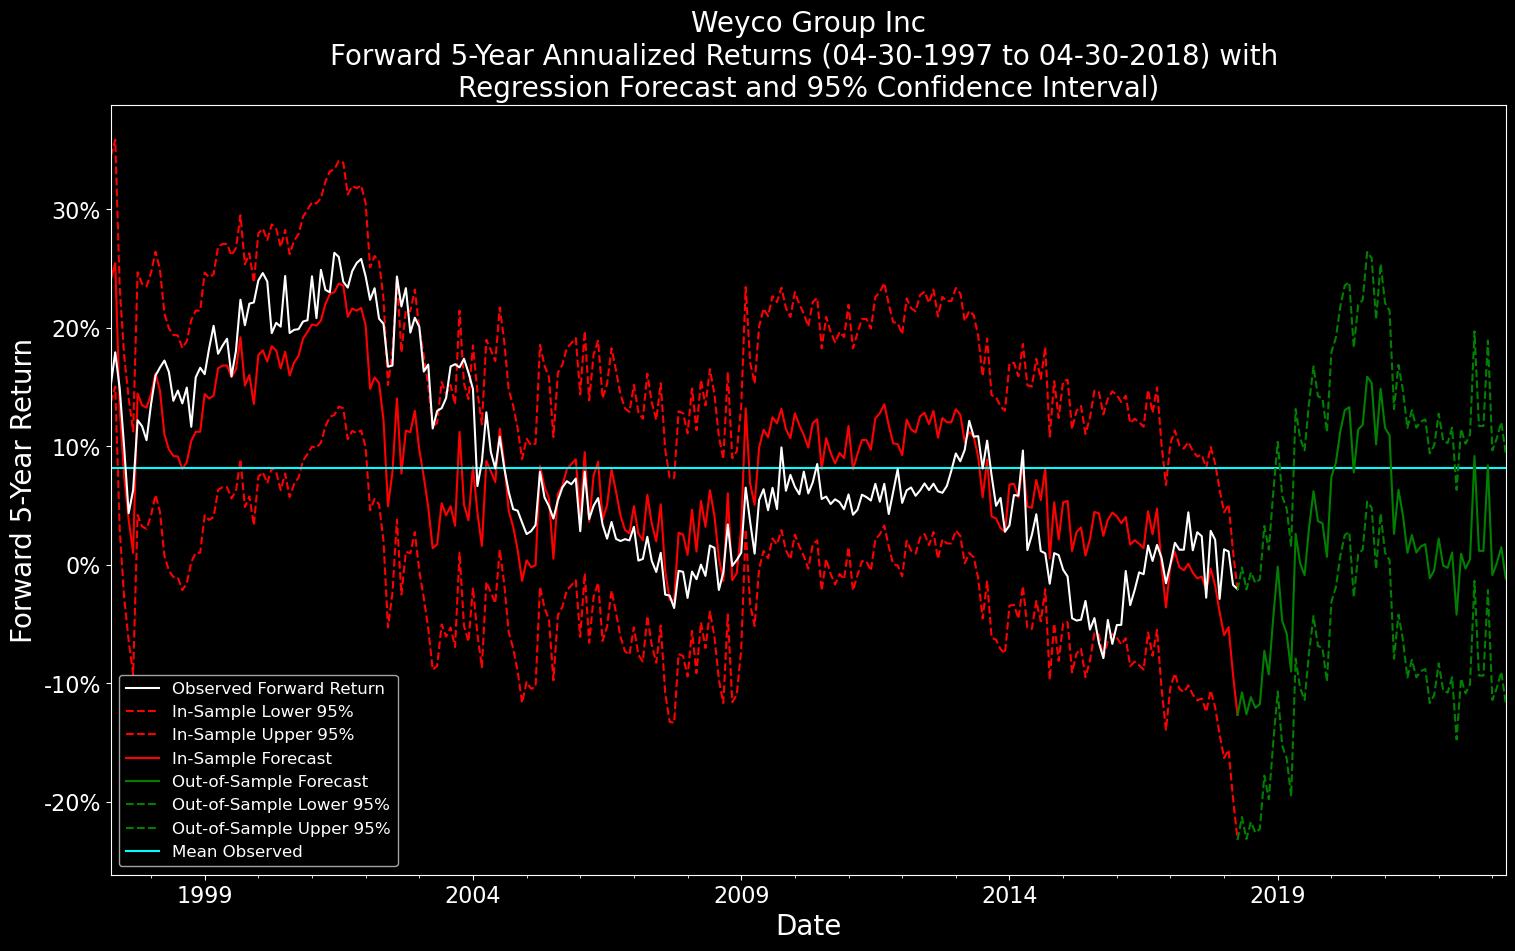 Weyco Group Inc
Forward 5-Year Annualized Returns (04-30-1997 to 04-30-2018) with
Regression Forecast and 95% Confidence Interval)
Forward 5-Year Return
30%
20%
10%
0%
-10%
-20%
Observed Forward Return
In-Sample Lower 95%
In-Sample Upper 95%
In-Sample Forecast
Out-of-Sample Forecast
Out-of-Sample Lower 95%
Out-of-Sample Upper 95%
Mean Observed
1999 2004 2009 2014 2019
Date